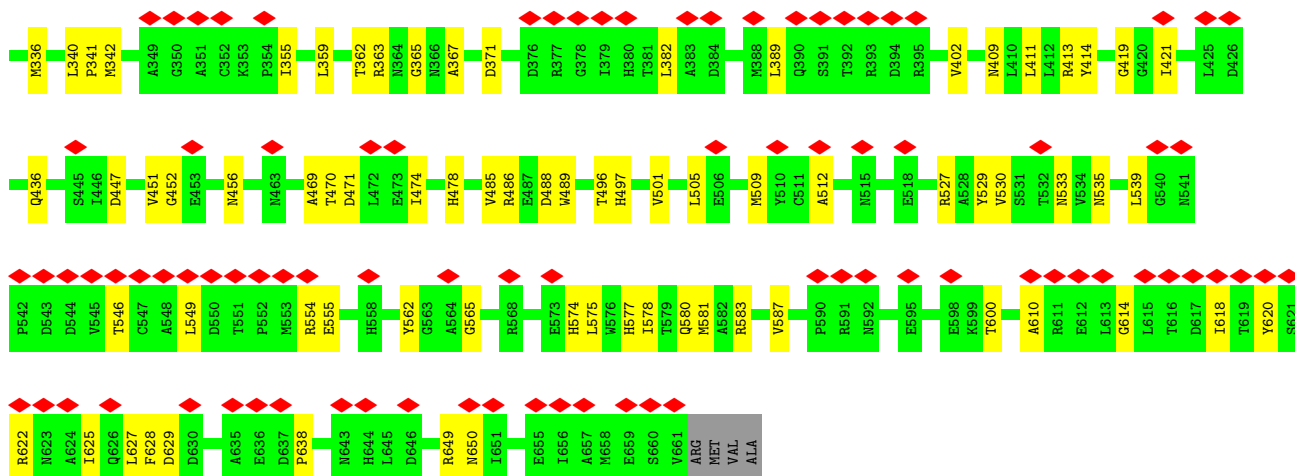 M336 L340 P341 M342 A349 G350 A351 C352 K353 P354 I355 L359 T362 R363 N364 G365 N366 A367 D371 D376 R377 G378 I379 H380 T381 L382 A383 D384 M388 L389 Q390 S391 T392 R393 D394 R395 V402 N409 L410 L411 L412 R413 Y414 G419 G420 I421 L425 D426
Q436 S445 I446 D447 V451 G452 E453 N456 N463 A469 T470 D471 L472 E473 I474 H478 V485 R486 E487 D488 W489 T496 H497 V501 L505 E506 M509 Y510 C511 A512 N515 E518 R527 A528 Y529 V530 S531 T532 N533 V534 N535 L539 G540 N541
P542 D543 D544 V545 T546 C547 A548 L549 D550 T551 P552 M553 R554 E555 H558 Y562 G563 A564 G565 R568 E573 H574 L575 W576 H577 I578 T579 Q580 M581 A582 R583 V587 P590 R591 N592 E595 E598 K599 T600 A610 R611 E612 L613 G614 L615 T616 D617 I618 T619 Y620 S621
R622 N623 A624 I625 Q626 L627 F628 D629 D630 A635 E636 D637 P638 N643 H644 L645 D646 R649 N650 I651 E655 I656 A657 M658 E659 S660 V661 ARG MET VAL ALA